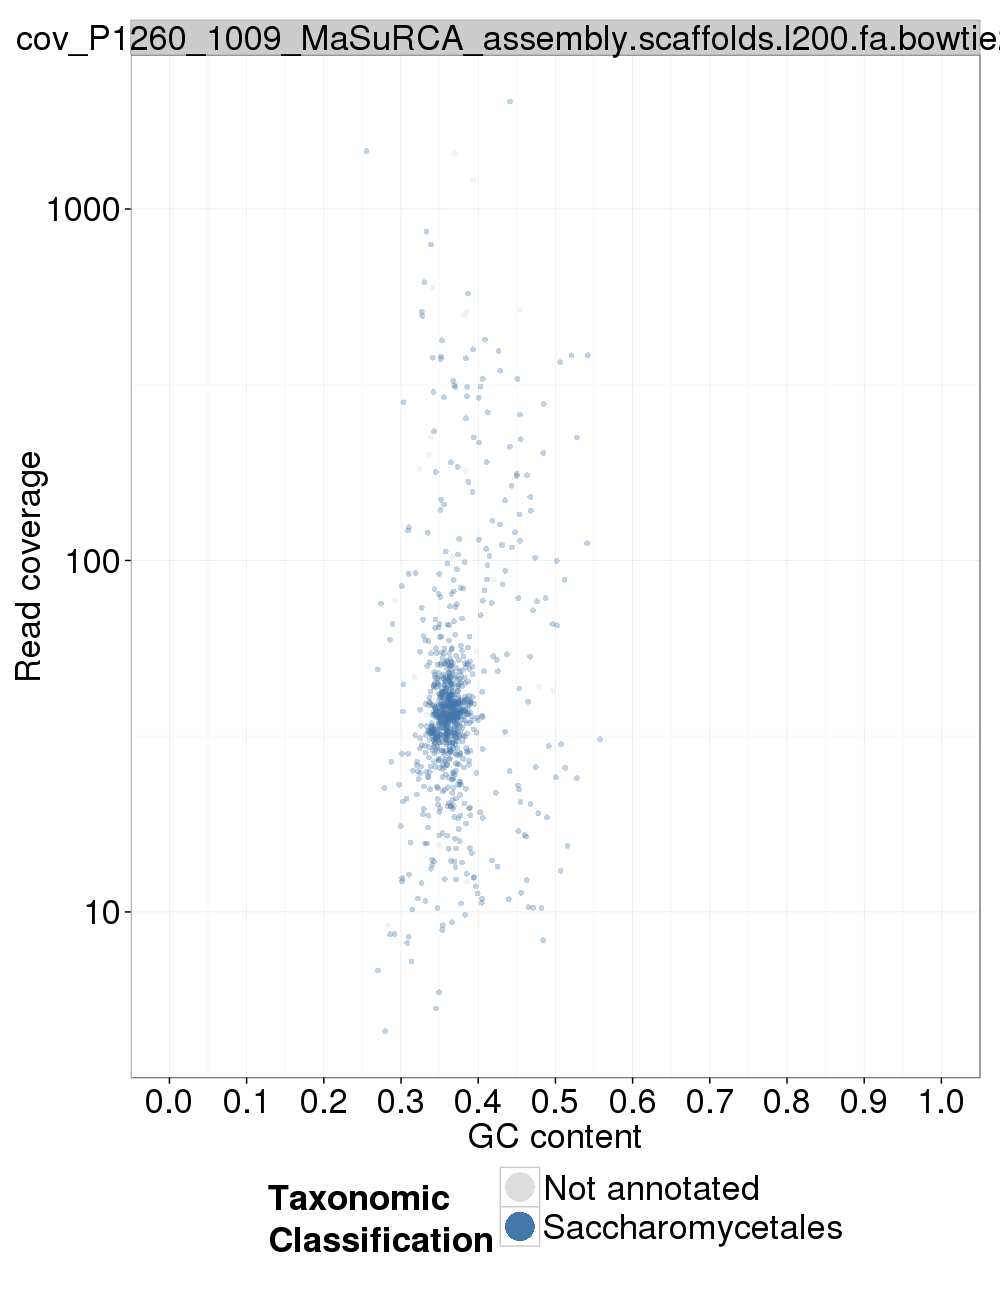 cov_P1260_1009_MaSuRCA_assembly.scaffolds.l200.fa.bowtie2
1000
100
10
Read coverage
0.0 0.1 0.2 0.3 0.4 0.5 0.6 0.7 0.8 0.9 1.0
GC content
Taxonomic
Classification
Not annotated
Saccharomycetales